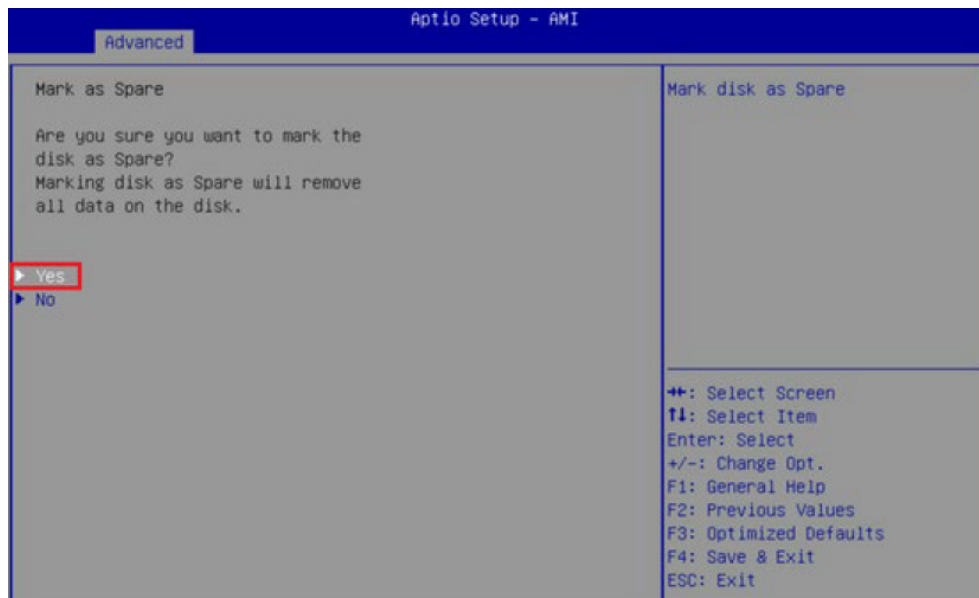 Aptio Setup - AMI
Advanced
Mark as Spare
Are you sure you want to mark the
disk as Spare?
Marking disk as Spare will remove
all data on the disk.
Yes
No
Mark disk as Spare
→←: Select Screen
↑↓: Select Item
Enter: Select
+/-: Change Opt.
F1: General Help
F2: Previous Values
F3: Optimized Defaults
F4: Save & Exit
ESC: Exit